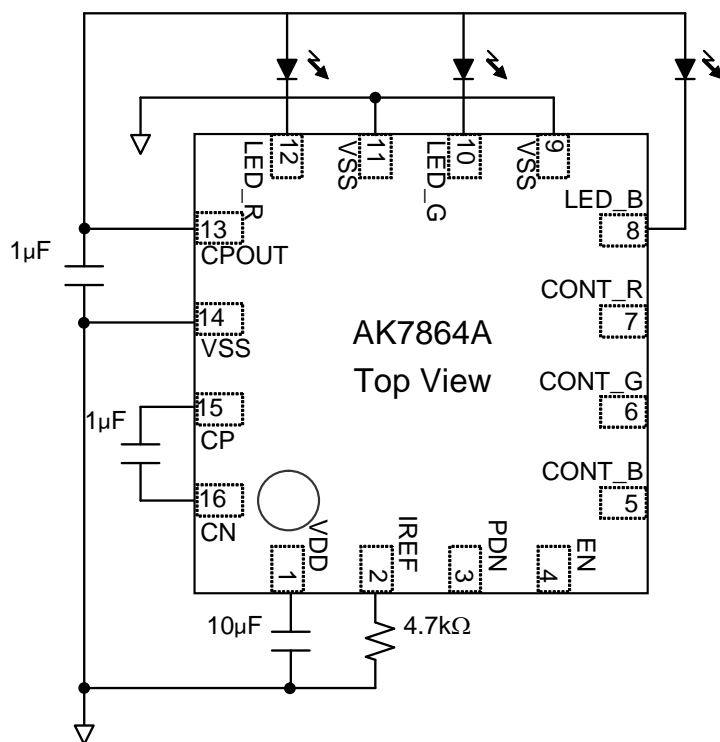 12
LED_R
11
VSS
10
LED_G
9
VSS
LED_B
8
13
CPOUT
1µF
CONT_R
7
14
VSS
AK7864A
Top View
CONT_G
6
15
CP
1µF
CONT_B
5
16
CN
VDD
1
IREF
2
PDN
3
EN
4
10µF
4.7kΩ